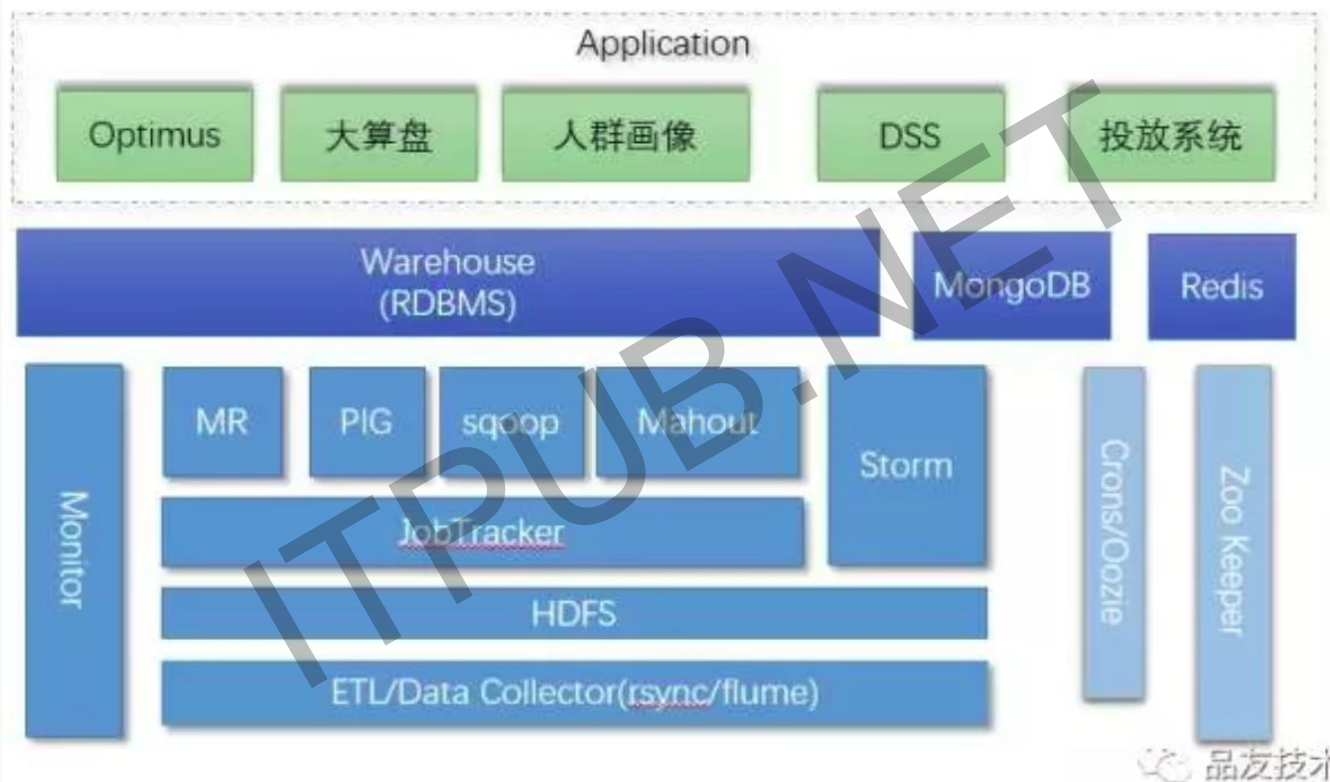 Application
Optimus
大算盘
人群画像
DSS
投放系统
Warehouse
(RDBMS)
MongoDB
Redis
MR
PIG
sqoop
Mahout
Storm
Monitor
JobTracker
HDFS
ETL/Data Collector(rsync/flume)
Crons/Oozie
Zoo Keeper
ITPUB.NET
品友技术